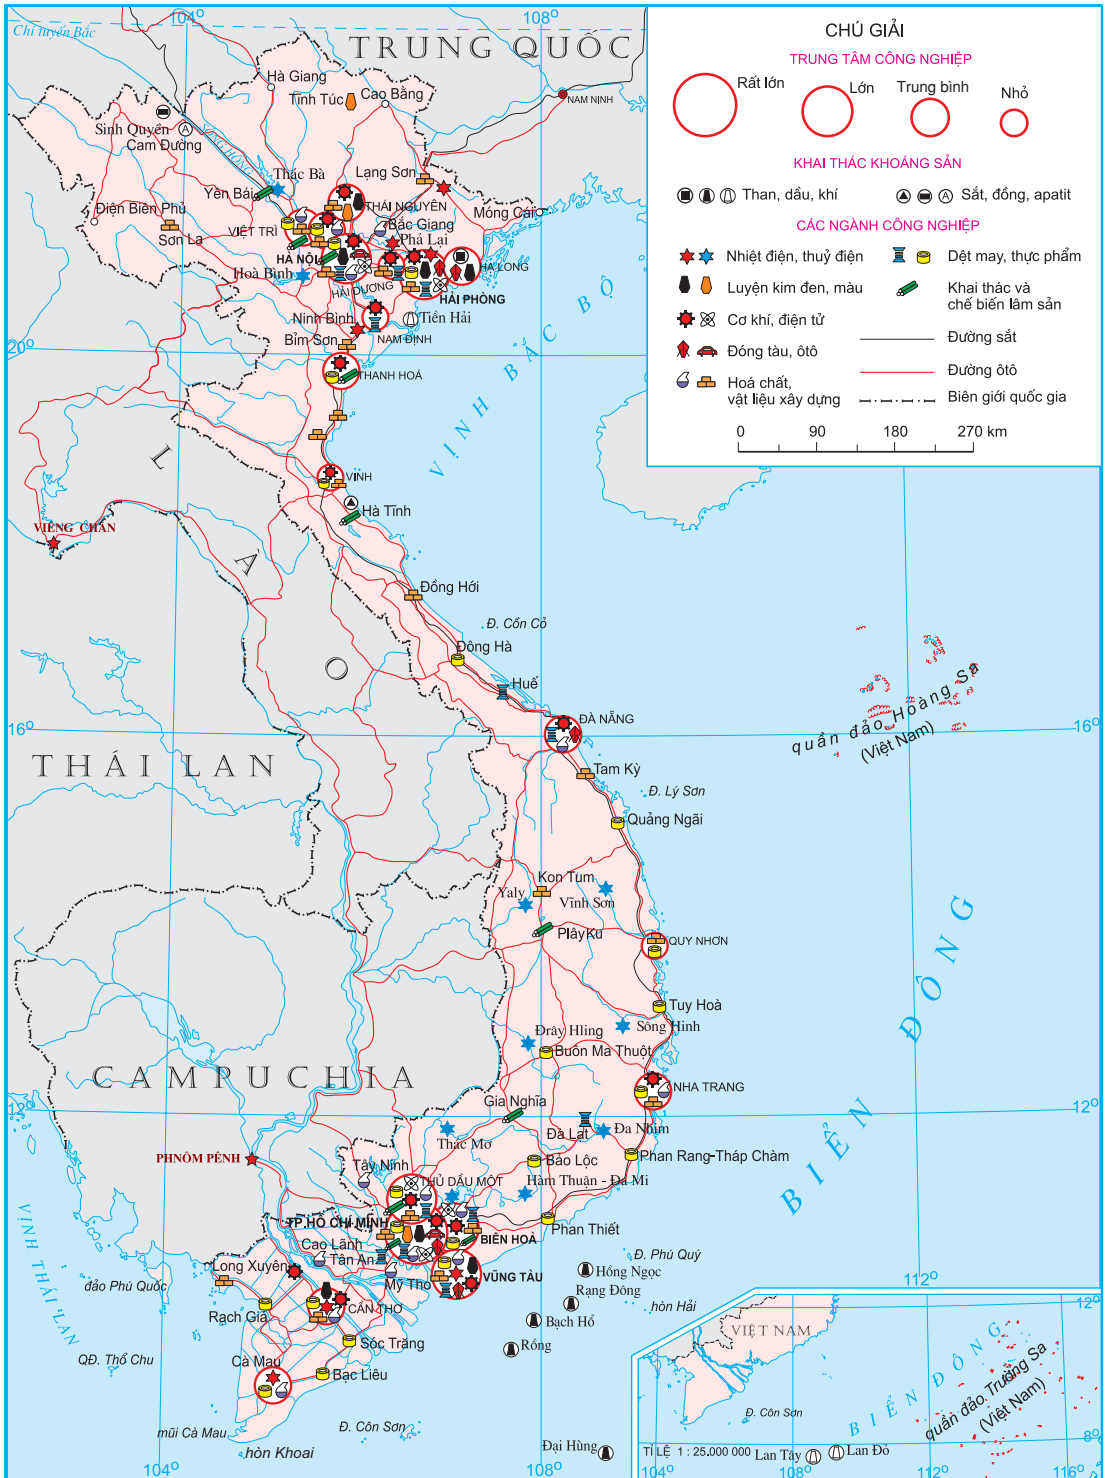 104°
108°
Chí tuyến Bắc
TRUNG QUỐC
Hà Giang
Tĩnh Túc
Cao Bằng
NAM NINH
Sinh Quyền
Cam Đường
SÔNG HỒNG
Thác Bà
Lạng Sơn
Yên Bái
THÁI NGUYÊN
Móng Cái
Điện Biên Phủ
VIỆT TRÌ
Bắc Giang
Sơn La
Phả Lại
HÀ NỘI
HẠ LONG
Hoà Bình
HẢI DƯƠNG
HẢI PHÒNG
Ninh Bình
Tiền Hải
Bỉm Sơn
NAM ĐỊNH
20°
THANH HOÁ
VỊNH BẮC BỘ
LÀO
VINH
Hà Tĩnh
VIÊNG CHĂN
Đồng Hới
Đ. Cồn Cỏ
Đông Hà
Huế
16°
ĐÀ NẴNG
16°
quần đảo Hoàng Sa
(Việt Nam)
THÁI LAN
Tam Kỳ
Đ. Lý Sơn
Quảng Ngãi
Kon Tum
Yaly
Vĩnh Sơn
PlâyKu
QUY NHƠN
BIỂN ĐÔNG
Tuy Hoà
Sông Hinh
Đrây Hling
Buôn Ma Thuột
CAMPUCHIA
NHA TRANG
Gia Nghĩa
12°
12°
Đà Lạt
Đa Nhim
Thác Mơ
PHNÔM PÊNH
Tây Ninh
Bảo Lộc
Phan Rang-Tháp Chàm
THỦ DẦU MỘT
Hàm Thuận - Đa Mi
TP.HỒ CHÍ MINH
Phan Thiết
BIÊN HOÀ
Cao Lãnh
Tân An
Long Xuyên
Mỹ Tho
VŨNG TÀU
Đ. Phú Quý
Hồng Ngọc
Rạng Đông
hòn Hải
VỊNH THÁI LAN
đảo Phú Quốc
Rạch Giá
CẦN THƠ
Bạch Hổ
Rồng
Sóc Trăng
QĐ. Thổ Chu
Cà Mau
Bạc Liêu
mũi Cà Mau
Đ. Côn Sơn
hòn Khoai
Đại Hùng
104°
108°
CHÚ GIẢI
TRUNG TÂM CÔNG NGHIỆP
Rất lớn
Lớn
Trung bình
Nhỏ
KHAI THÁC KHOÁNG SẢN
Than, dầu, khí
A
Sắt, đồng, apatit
CÁC NGÀNH CÔNG NGHIỆP
Nhiệt điện, thuỷ điện
Dệt may, thực phẩm
Luyện kim đen, màu
Khai thác và
chế biến lâm sản
Cơ khí, điện tử
Đường sắt
Đóng tàu, ôtô
Đường ôtô
Hoá chất,
vật liệu xây dựng
Biên giới quốc gia
0 90 180 270 km
112°
12°
VIỆT NAM
BIỂN ĐÔNG
quần đảo Trường Sa
(Việt Nam)
Đ. Côn Sơn
8°
TỈ LỆ 1 : 25.000 000
Lan Tây
Lan Đỏ
104°
108°
112°
116°